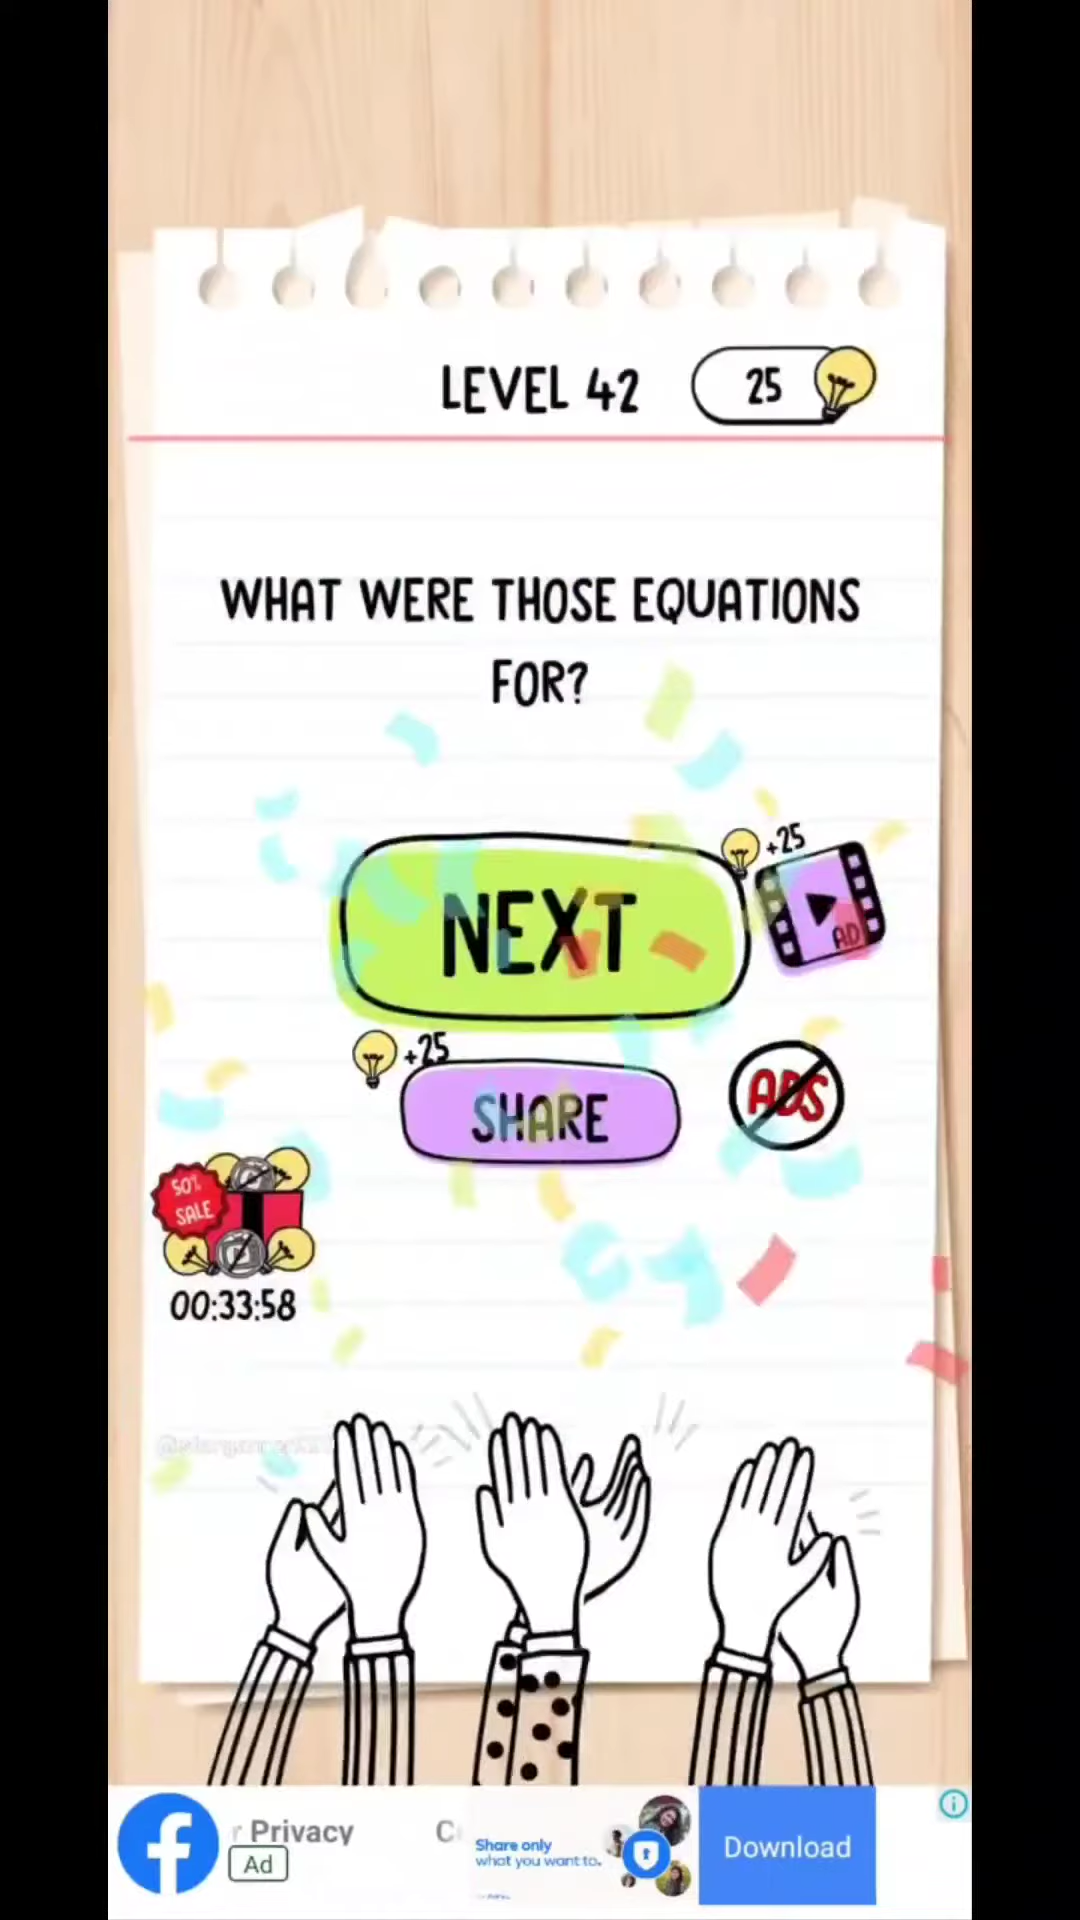 LEVEL 42
25
WHAT WERE THOSE EQUATIONS
FOR?
+25
NEXT
AD
+25
SHARE
ADS
50%
SALE
00:33:58
r Privacy
Ad
Share only
what you want to.
Download